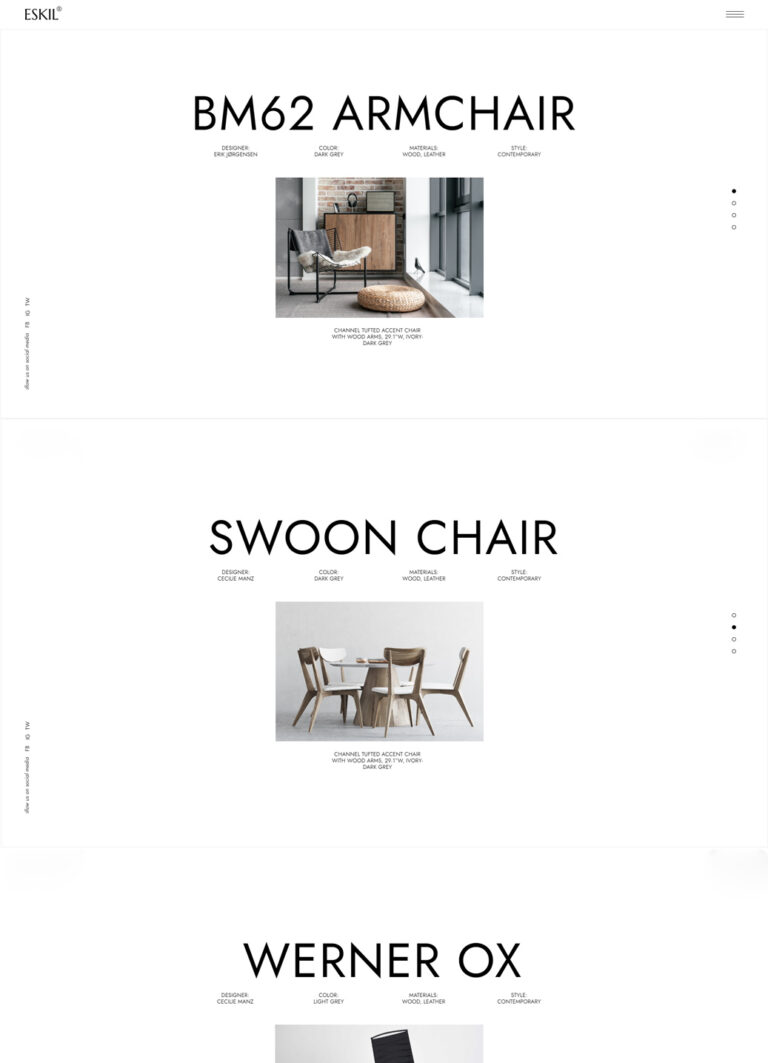 ESKIL®
BM62 ARMCHAIR
DESIGNER: COLOR: MATERIALS: STYLE:
ERIK JØRGENSEN DARK GREY WOOD, LEATHER CONTEMPORARY
CHANNEL TUFTED ACCENT CHAIR
WITH WOOD ARMS, 29.1"W, IVORY-
DARK GREY
ollow us on social media FB IG TW
SWOON CHAIR
DESIGNER: COLOR: MATERIALS: STYLE:
CECILIE MANZ DARK GREY WOOD, LEATHER CONTEMPORARY
CHANNEL TUFTED ACCENT CHAIR
WITH WOOD ARMS, 29.1"W, IVORY-
DARK GREY
ollow us on social media FB IG TW
WERNER OX
DESIGNER: COLOR: MATERIALS: STYLE:
CECILIE MANZ LIGHT GREY WOOD, LEATHER CONTEMPORARY